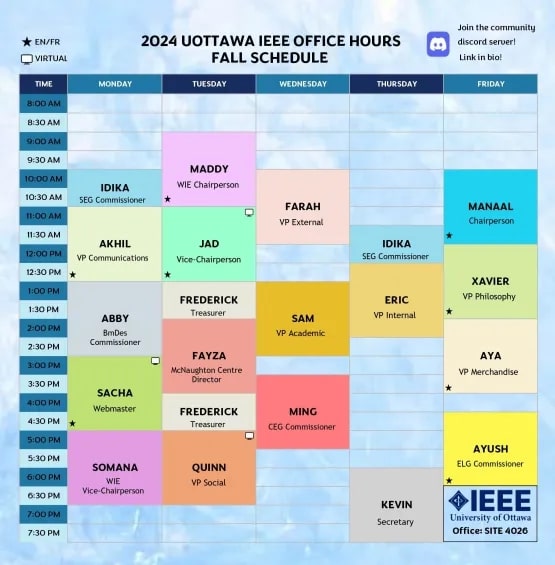 ★ EN/FR
VIRTUAL
2024 UOTTAWA IEEE OFFICE HOURS
FALL SCHEDULE
Join the community
discord server!
Link in bio!
TIME MONDAY TUESDAY WEDNESDAY THURSDAY FRIDAY
8:00 AM
8:30 AM
9:00 AM
9:30 AM
10:00 AM
10:30 AM
11:00 AM
11:30 AM
12:00 PM
12:30 PM
1:00 PM
1:30 PM
2:00 PM
2:30 PM
3:00 PM
3:30 PM
4:00 PM
4:30 PM
5:00 PM
5:30 PM
6:00 PM
6:30 PM
7:00 PM
7:30 PM
IDIKA
SEG Commissioner
AKHIL
VP Communications
★
ABBY
BmDes
Commissioner
SACHA
Webmaster
★
SOMANA
WIE
Vice-Chairperson
MADDY
WIE Chairperson
★
JAD
Vice-Chairperson
★
FREDERICK
Treasurer
FAYZA
McNaughton Centre
Director
FREDERICK
Treasurer
QUINN
VP Social
FARAH
VP External
SAM
VP Academic
MING
CEG Commissioner
IDIKA
SEG Commissioner
ERIC
VP Internal
KEVIN
Secretary
MANAAL
Chairperson
★
XAVIER
VP Philosophy
★
AYA
VP Merchandise
★
AYUSH
ELG Commissioner
★
IEEE
University of Ottawa
Office: SITE 4026